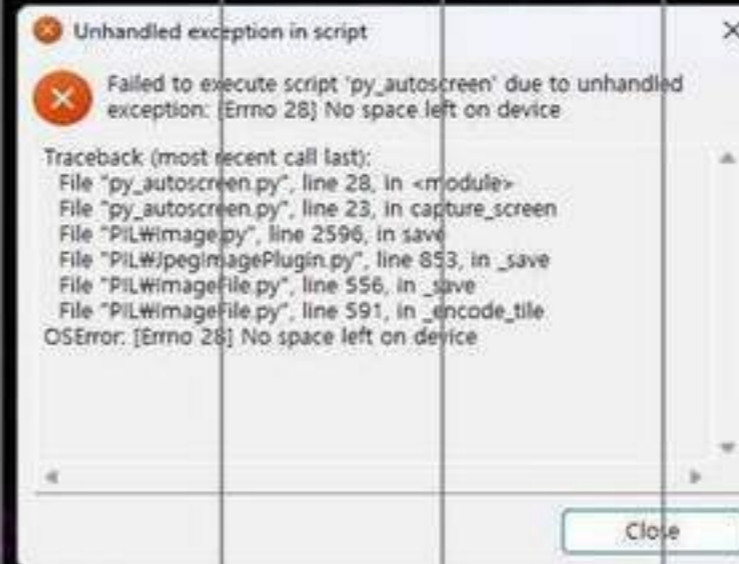 Unhandled exception in script
Failed to execute script 'py_autoscreen' due to unhandled
exception: [Errno 28] No space left on device
Traceback (most recent call last):
File "py_autoscreen.py", line 28, in <module>
File "py_autoscreen.py", line 23, in capture_screen
File "PIL₩Image.py", line 2596, in save
File "PIL₩JpegImagePlugin.py", line 853, in _save
File "PIL₩ImageFile.py", line 556, in _save
File "PIL₩ImageFile.py", line 591, in _encode_tile
OSError: [Errno 28] No space left on device
Close